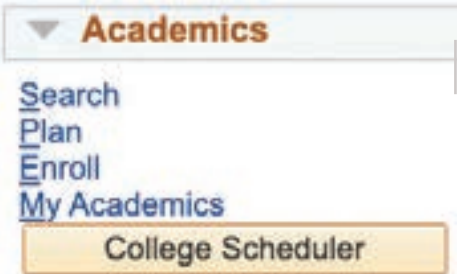 Academics
Search
Plan
Enroll
My Academics
College Scheduler